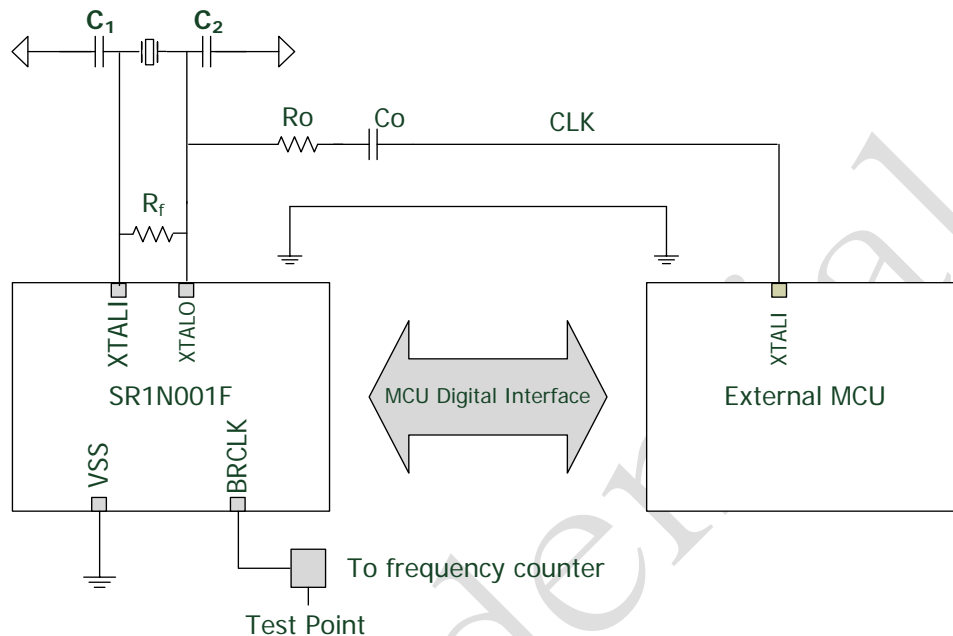 C1 C2
Ro Co CLK
Rf
XTALI XTALO XTALI
SR1N001F MCU Digital Interface External MCU
VSS BRCLK
To frequency counter
Test Point